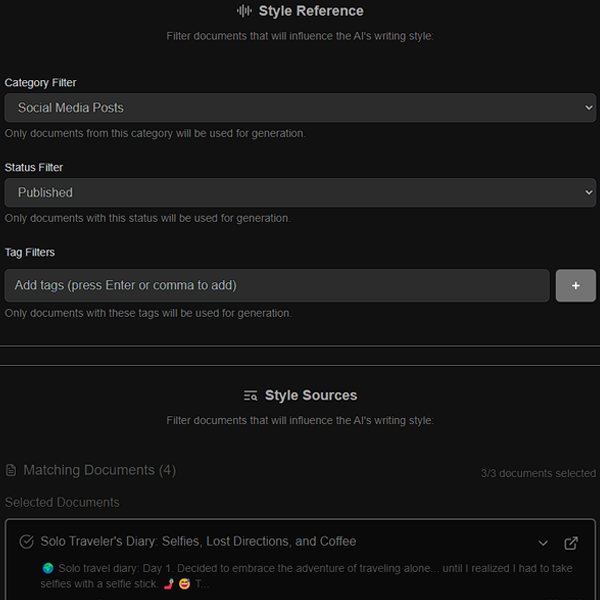 Style Reference
Filter documents that will influence the AI's writing style:
Category Filter
Social Media Posts
Only documents from this category will be used for generation.
Status Filter
Published
Only documents with this status will be used for generation.
Tag Filters
Add tags (press Enter or comma to add)
+
Only documents with these tags will be used for generation.
Style Sources
Filter documents that will influence the AI's writing style:
Matching Documents (4)
3/3 documents selected
Selected Documents
Solo Traveler's Diary: Selfies, Lost Directions, and Coffee
🌍 Solo travel diary: Day 1. Decided to embrace the adventure of traveling alone... until I realized I had to take
selfies with a selfie stick. 🤳 😅 T...